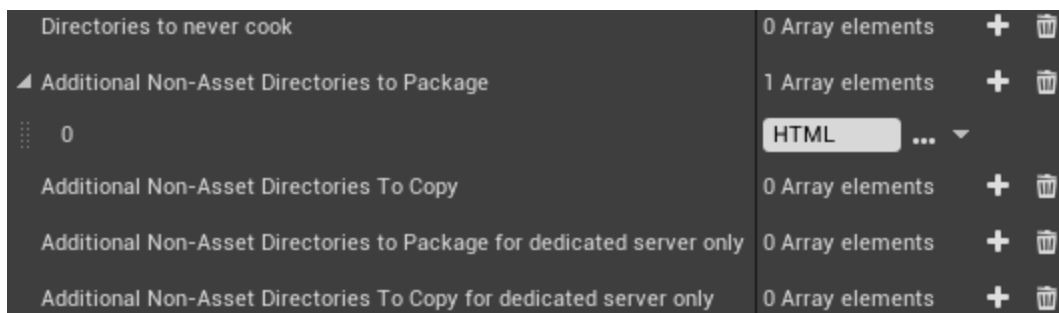 Directories to never cook 0 Array elements
Additional Non-Asset Directories to Package 1 Array elements
0 HTML ...
Additional Non-Asset Directories To Copy 0 Array elements
Additional Non-Asset Directories to Package for dedicated server only 0 Array elements
Additional Non-Asset Directories To Copy for dedicated server only 0 Array elements